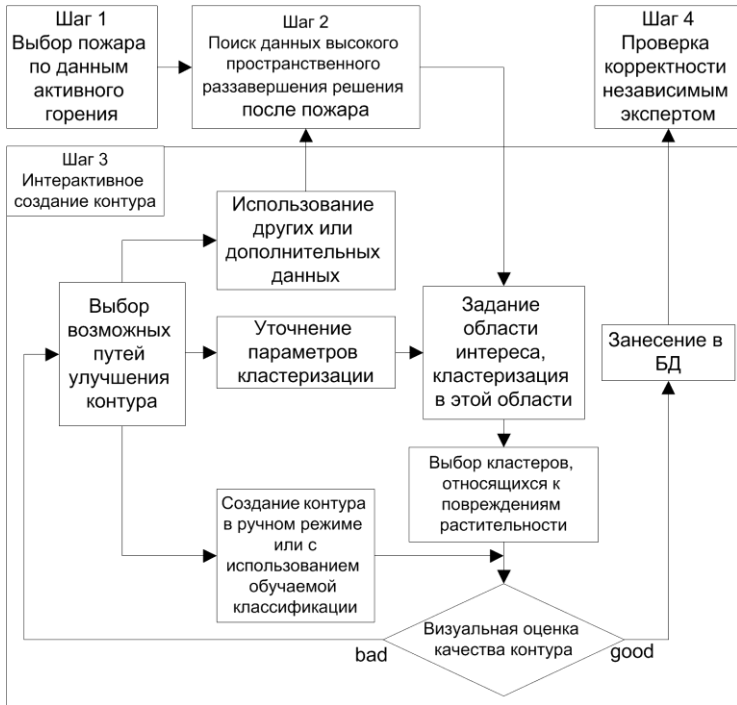 Шаг 1
Выбор пожара
по данным
активного
горения
Шаг 2
Поиск данных высокого
пространственного
раззавершения решения
после пожара
Шаг 4
Проверка
корректности
независимым
экспертом
Шаг 3
Интерактивное
создание контура
Использование
других или
дополнительных
данных
Выбор
возможных
путей
улучшения
контура
Уточнение
параметров
кластеризации
Задание
области
интереса,
кластеризация
в этой области
Занесение в
БД
Выбор кластеров,
относящихся к
повреждениям
растительности
Создание контура
в ручном режиме
или с
использованием
обучаемой
классификации
Визуальная оценка
качества контура
bad
good